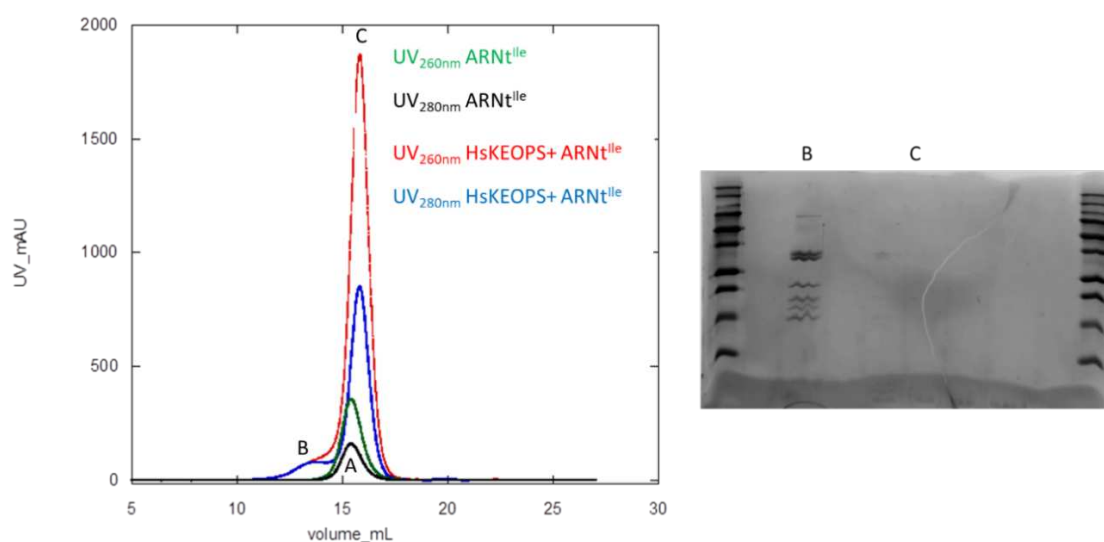 2000
1500
1000
500
0
UV_mAU
5
10
15
20
25
30
volume_mL
C
B
A
UV260nm ARNtIle
UV280nm ARNtIle
UV260nm HsKEOPS+ ARNtIle
UV280nm HsKEOPS+ ARNtIle
B C